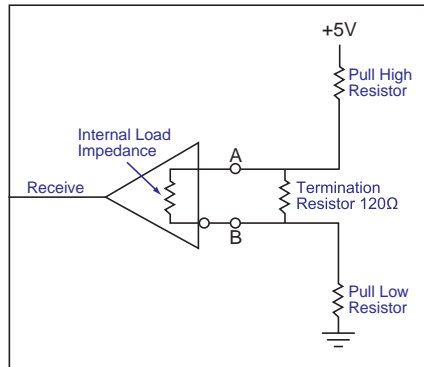 +5V
Pull High
Resistor
Internal Load
Impedance
A
Receive
Termination
Resistor 120Ω
B
Pull Low
Resistor